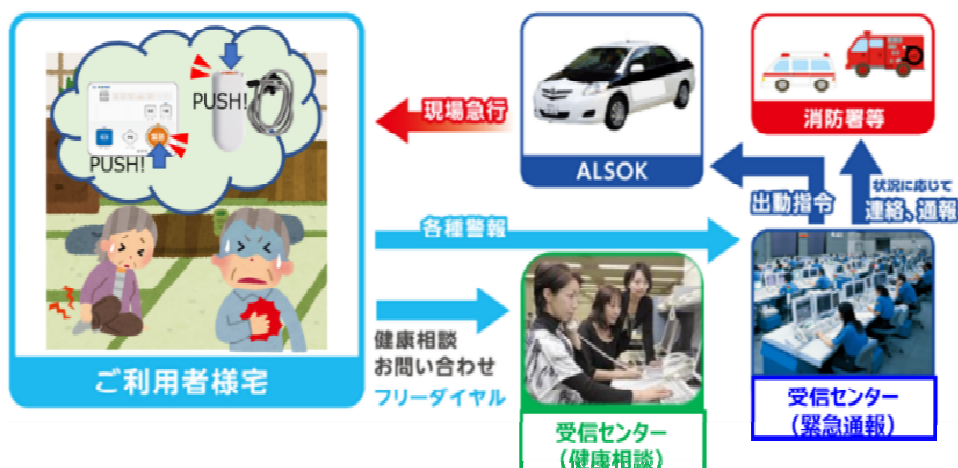 PUSH!
緊急
PUSH!
ご利用者様宅
現場急行
ALSOK
消防署等
出動指令
状況に応じて
連絡、通報
各種警報
健康相談
お問い合わせ
フリーダイヤル
受信センター
（健康相談）
受信センター
（緊急通報）